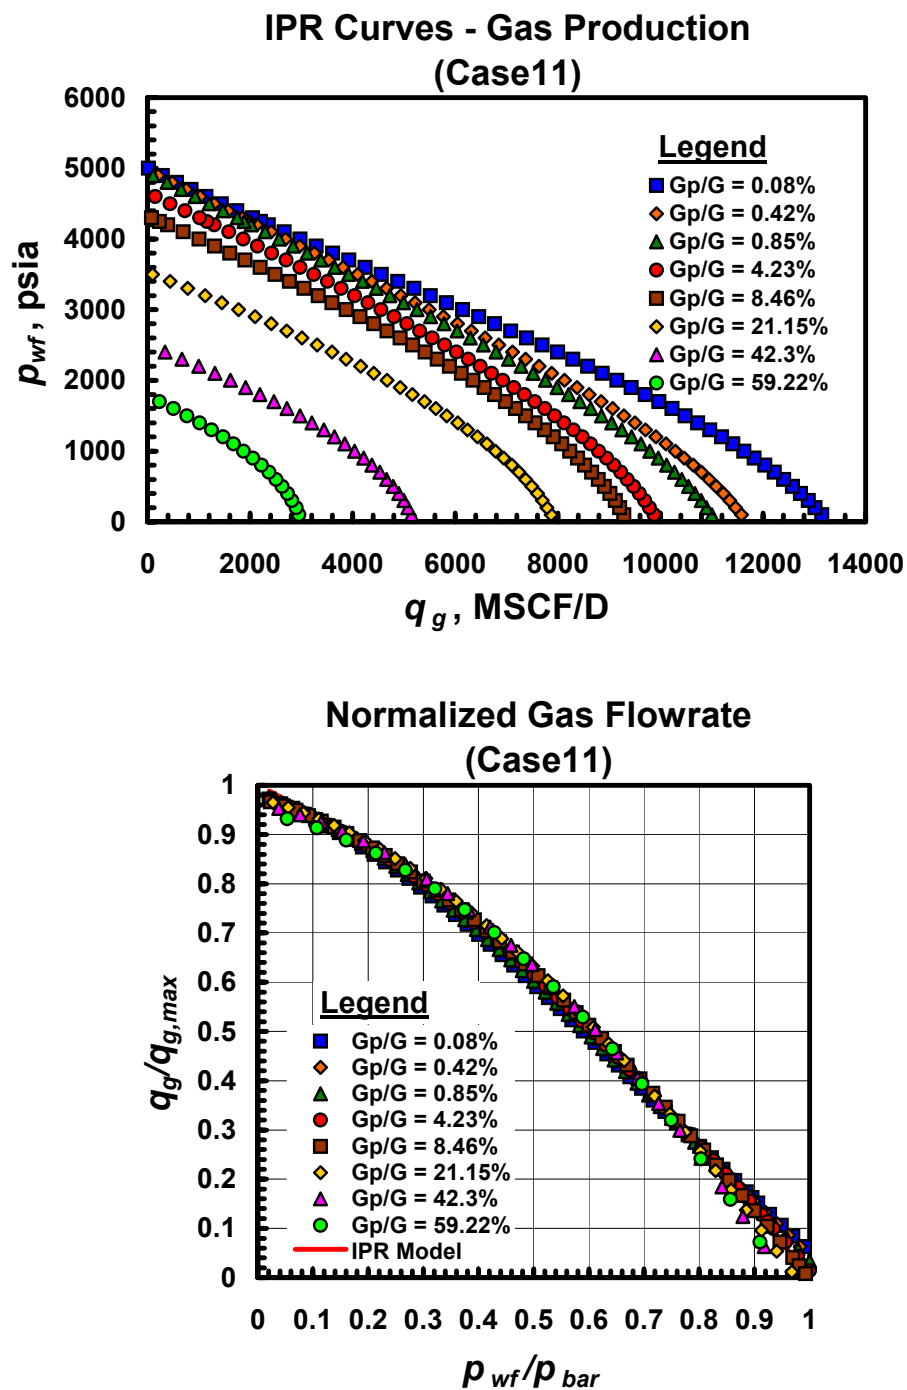 IPR Curves - Gas Production
(Case11)
6000
5000
4000
3000
2000
1000
0
p wf , psia
Legend
Gp/G = 0.08%
Gp/G = 0.42%
Gp/G = 0.85%
Gp/G = 4.23%
Gp/G = 8.46%
Gp/G = 21.15%
Gp/G = 42.3%
Gp/G = 59.22%
0 2000 4000 6000 8000 10000 12000 14000
q g , MSCF/D
Normalized Gas Flowrate
(Case11)
1
0.9
0.8
0.7
0.6
0.5
0.4
0.3
0.2
0.1
0
q g/q g,max
Legend
Gp/G = 0.08%
Gp/G = 0.42%
Gp/G = 0.85%
Gp/G = 4.23%
Gp/G = 8.46%
Gp/G = 21.15%
Gp/G = 42.3%
Gp/G = 59.22%
IPR Model
0 0.1 0.2 0.3 0.4 0.5 0.6 0.7 0.8 0.9 1
p wf /p bar